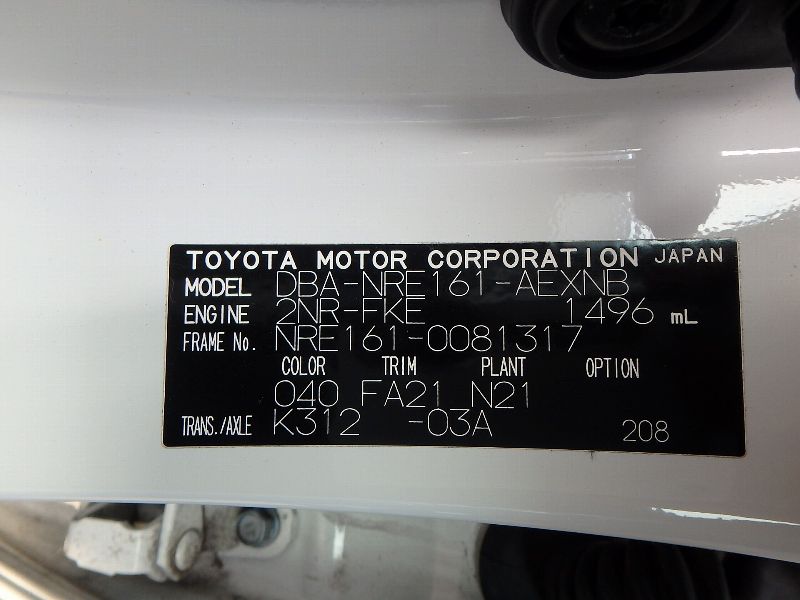 TOYOTA MOTOR CORPORATION JAPAN
MODEL DBA-NRE161-AEXNB
ENGINE 2NR-FKE 1496 mL
FRAME No. NRE161-0081317
COLOR TRIM PLANT OPTION
040 FA21 N21
TRANS./AXLE K312 -03A 208